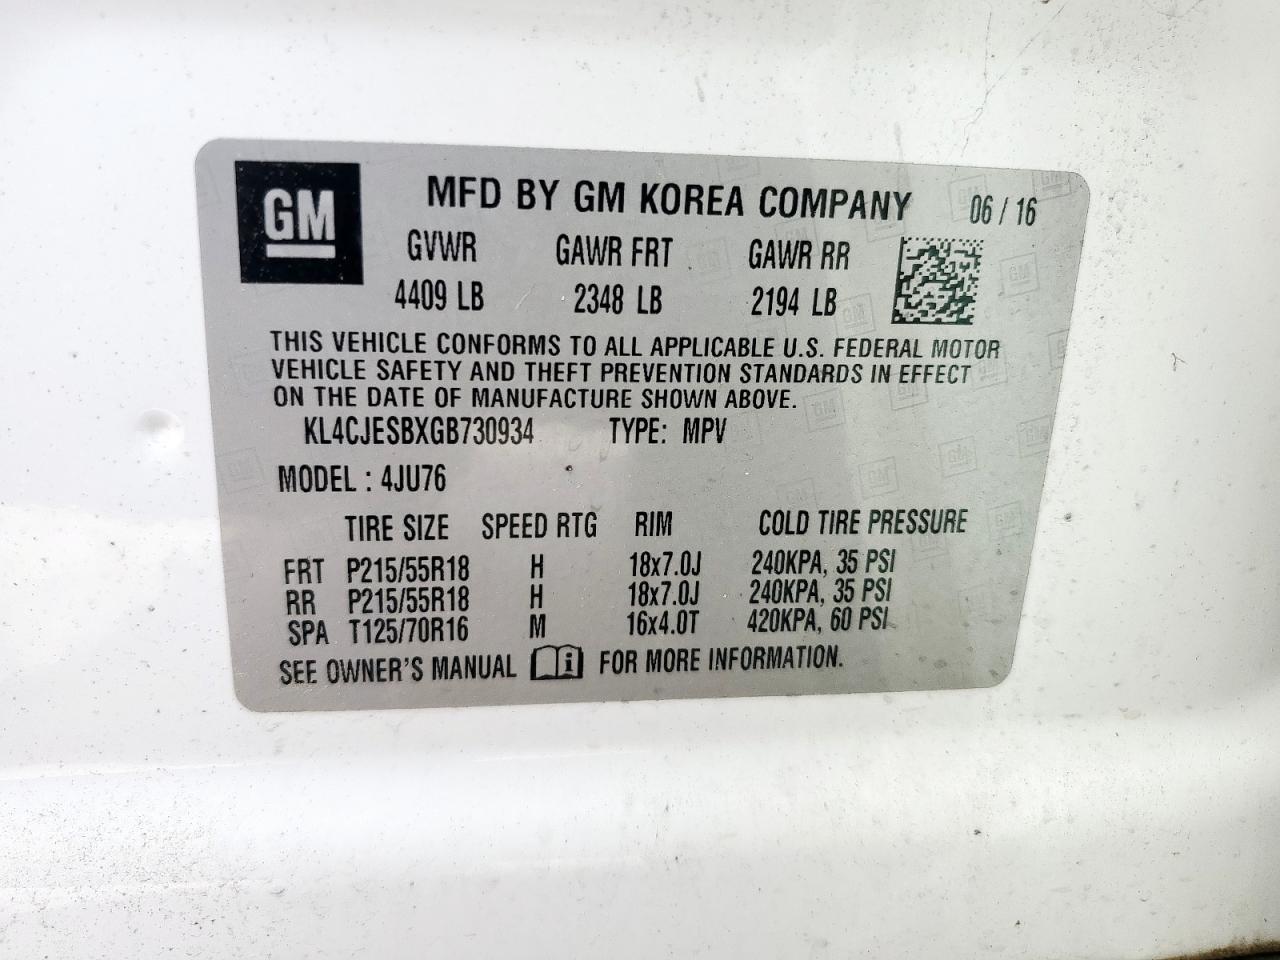 GM
MFD BY GM KOREA COMPANY 06 / 16
GVWR GAWR FRT GAWR RR
4409 LB 2348 LB 2194 LB
THIS VEHICLE CONFORMS TO ALL APPLICABLE U.S. FEDERAL MOTOR
VEHICLE SAFETY AND THEFT PREVENTION STANDARDS IN EFFECT
ON THE DATE OF MANUFACTURE SHOWN ABOVE.
KL4CJESBXGB730934 TYPE: MPV
MODEL : 4JU76
TIRE SIZE SPEED RTG RIM COLD TIRE PRESSURE
FRT P215/55R18 H 18x7.0J 240KPA, 35 PSI
RR P215/55R18 H 18x7.0J 240KPA, 35 PSI
SPA T125/70R16 M 16x4.0T 420KPA, 60 PSI
SEE OWNER'S MANUAL i FOR MORE INFORMATION.